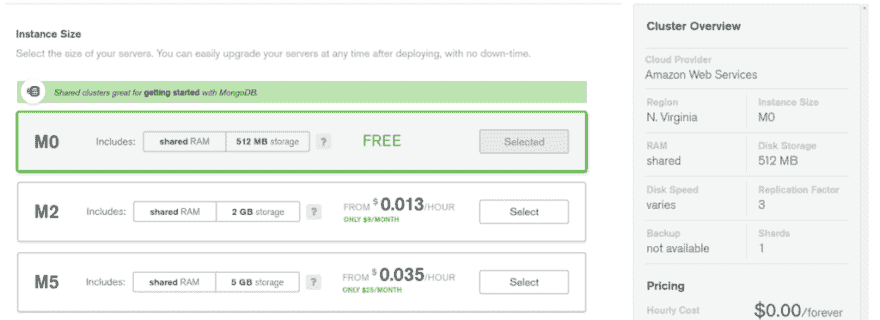 Instance Size
Select the size of your servers. You can easily upgrade your servers at any time after deploying, with no down-time.
Shared clusters great for getting started with MongoDB.
M0 Includes: shared RAM 512 MB storage ? FREE Selected
M2 Includes: shared RAM 2 GB storage ? FROM $0.013/HOUR Select
ONLY $9/MONTH
M5 Includes: shared RAM 5 GB storage ? FROM $0.035/HOUR Select
ONLY $25/MONTH
Cluster Overview
Cloud Provider
Amazon Web Services
Region Instance Size
N. Virginia M0
RAM Disk Storage
shared 512 MB
Disk Speed Replication Factor
varies 3
Backup Shards
not available 1
Pricing
Hourly Cost $0.00/forever